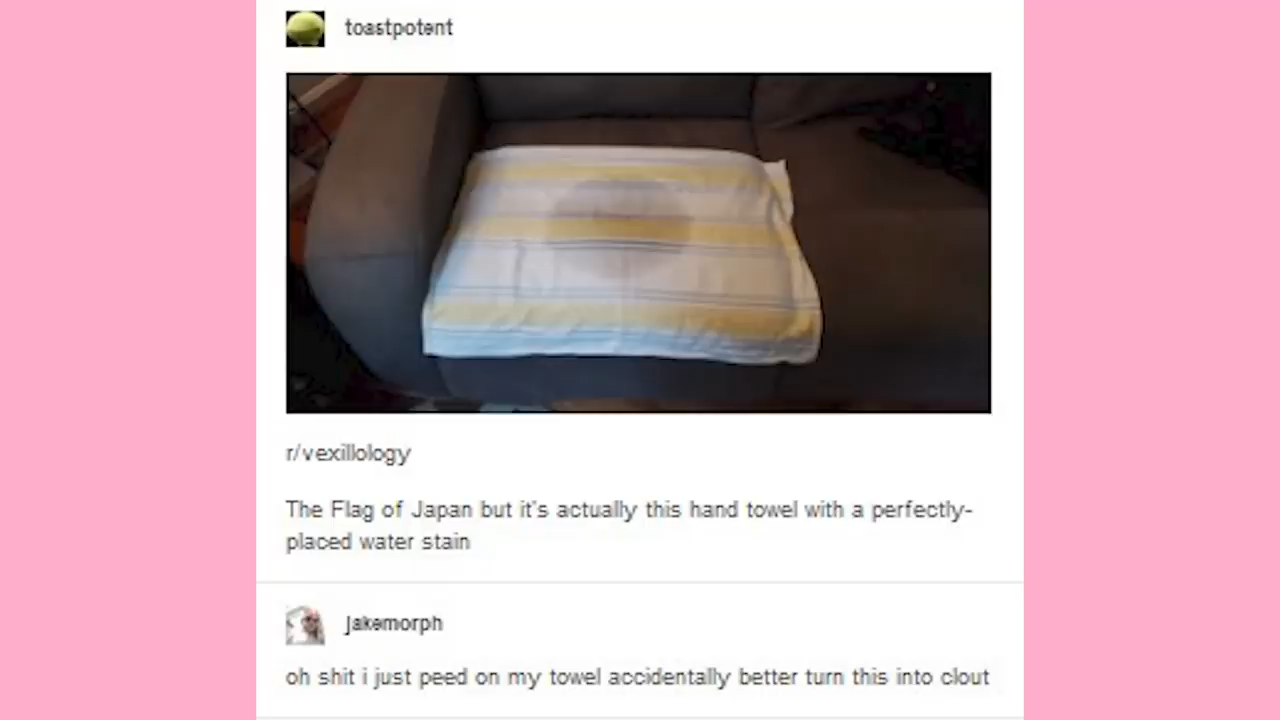 toastpotent
r/vexillology
The Flag of Japan but it's actually this hand towel with a perfectly-
placed water stain
jakemorph
oh shit i just peed on my towel accidentally better turn this into clout